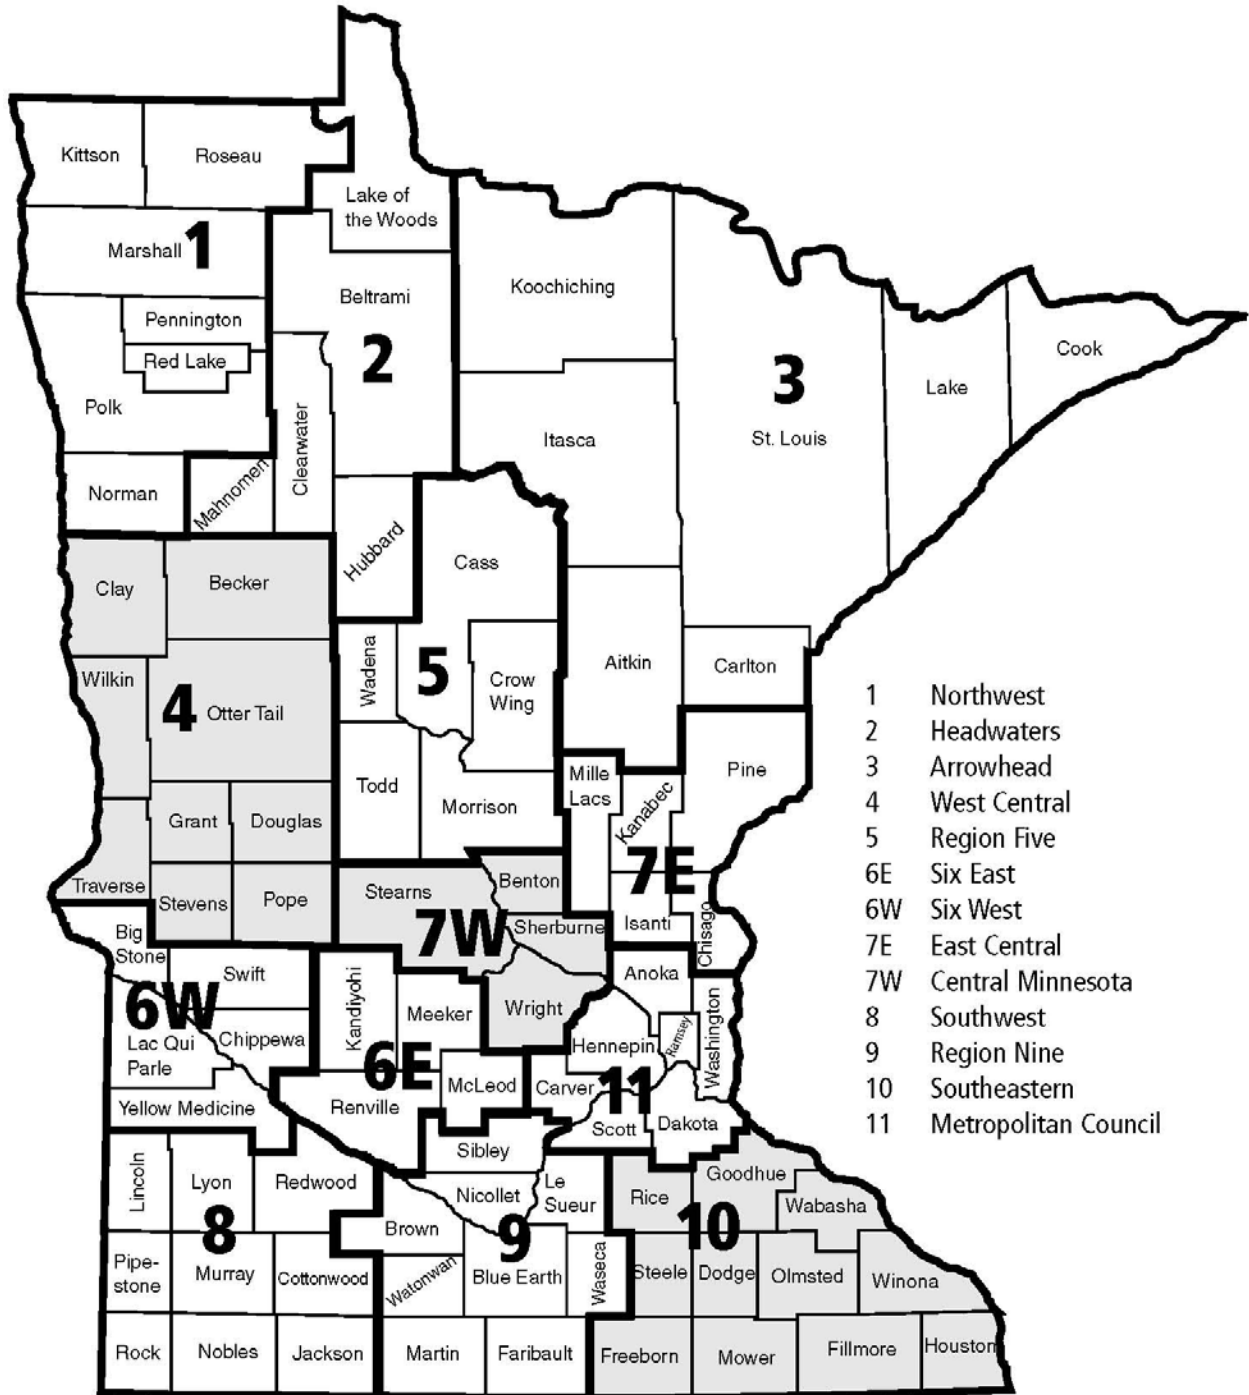 Kittson
Roseau
Lake of
the Woods
Marshall
1
Koochiching
Beltrami
Pennington
Red Lake
2
3
Cook
Lake
Polk
Clearwater
Itasca
St. Louis
Norman
Mahnomen
Hubbard
Cass
Clay
Becker
Wadena
5
Aitkin
Carlton
Wilkin
4
Otter Tail
Crow
Wing
Pine
Mille
Lacs
Todd
Morrison
Kanabec
Grant
Douglas
7E
Traverse
Stevens
Pope
Stearns
Benton
7W
Sherburne
Isanti
Chisago
Big
Stone
Swift
Anoka
6W
Kandiyohi
Meeker
Wright
Washington
Lac Qui
Parle
Chippewa
Hennepin
Ramsey
6E
McLeod
Carver
11
Yellow Medicine
Renville
Scott
Dakota
Lincoln
Lyon
Redwood
Sibley
Nicollet
Le
Sueur
Rice
Goodhue
Wabasha
8
Brown
9
10
Pipe-
stone
Murray
Cottonwood
Watonwan
Blue Earth
Waseca
Steele
Dodge
Olmsted
Winona
Rock
Nobles
Jackson
Martin
Faribault
Freeborn
Mower
Fillmore
Houston
1 Northwest
2 Headwaters
3 Arrowhead
4 West Central
5 Region Five
6E Six East
6W Six West
7E East Central
7W Central Minnesota
8 Southwest
9 Region Nine
10 Southeastern
11 Metropolitan Council